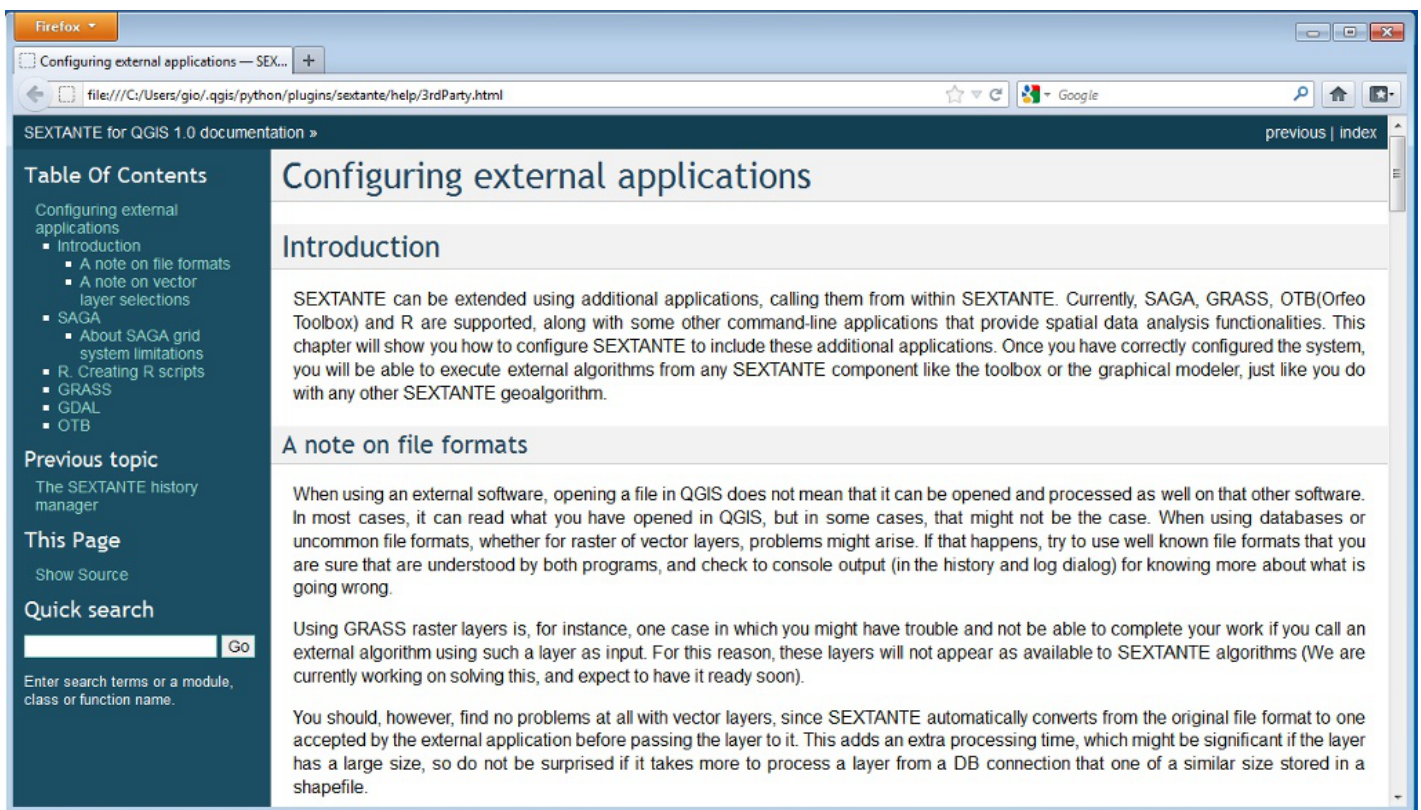 Firefox
Configuring external applications — SEX...
file:///C:/Users/gio/.qgis/python/plugins/sextante/help/3rdParty.html
Google
SEXTANTE for QGIS 1.0 documentation »
previous | index
Table Of Contents
Configuring external
applications
Introduction
A note on file formats
A note on vector
layer selections
SAGA
About SAGA grid
system limitations
R. Creating R scripts
GRASS
GDAL
OTB
Previous topic
The SEXTANTE history
manager
This Page
Show Source
Quick search
Go
Enter search terms or a module,
class or function name.
Configuring external applications
Introduction
SEXTANTE can be extended using additional applications, calling them from within SEXTANTE. Currently, SAGA, GRASS, OTB(Orfeo
Toolbox) and R are supported, along with some other command-line applications that provide spatial data analysis functionalities. This
chapter will show you how to configure SEXTANTE to include these additional applications. Once you have correctly configured the system,
you will be able to execute external algorithms from any SEXTANTE component like the toolbox or the graphical modeler, just like you do
with any other SEXTANTE geoalgorithm.
A note on file formats
When using an external software, opening a file in QGIS does not mean that it can be opened and processed as well on that other software.
In most cases, it can read what you have opened in QGIS, but in some cases, that might not be the case. When using databases or
uncommon file formats, whether for raster of vector layers, problems might arise. If that happens, try to use well known file formats that you
are sure that are understood by both programs, and check to console output (in the history and log dialog) for knowing more about what is
going wrong.
Using GRASS raster layers is, for instance, one case in which you might have trouble and not be able to complete your work if you call an
external algorithm using such a layer as input. For this reason, these layers will not appear as available to SEXTANTE algorithms (We are
currently working on solving this, and expect to have it ready soon).
You should, however, find no problems at all with vector layers, since SEXTANTE automatically converts from the original file format to one
accepted by the external application before passing the layer to it. This adds an extra processing time, which might be significant if the layer
has a large size, so do not be surprised if it takes more to process a layer from a DB connection that one of a similar size stored in a
shapefile.